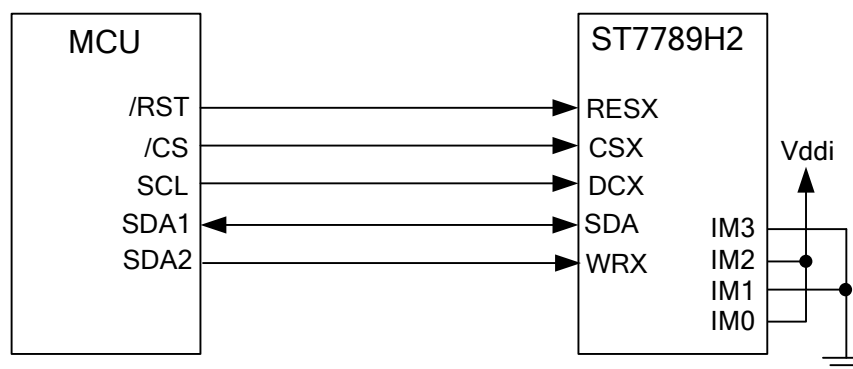 MCU
ST7789H2
/RST
RESX
/CS
CSX
Vddi
SCL
DCX
SDA1
SDA
IM3
SDA2
WRX
IM2
IM1
IM0